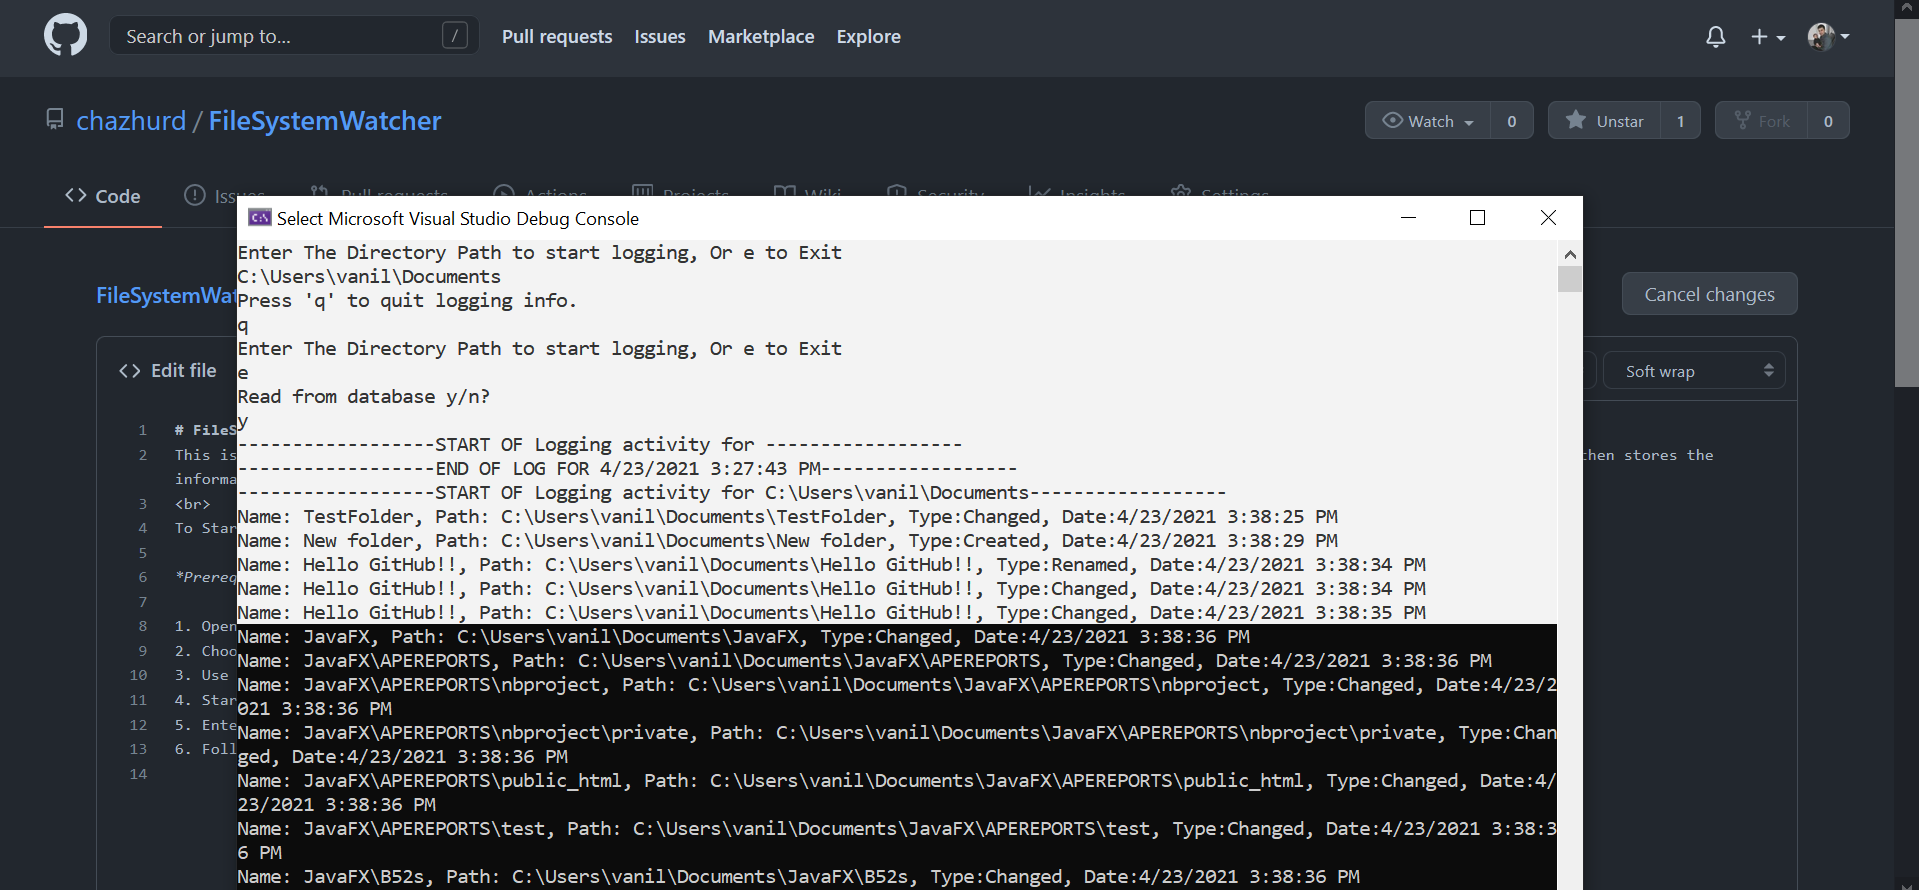 Search or jump to... /
Pull requests Issues Marketplace Explore
chazhurd / FileSystemWatcher
Watch 0 Unstar 1 Fork 0
<> Code Issues Pull requests Actions Projects Wiki Security Insights Settings
Select Microsoft Visual Studio Debug Console
Enter The Directory Path to start logging, Or e to Exit
C:\Users\vanil\Documents
Press 'q' to quit logging info.
q
Enter The Directory Path to start logging, Or e to Exit
e
Read from database y/n?
y
------------------START OF Logging activity for ------------------
------------------END OF LOG FOR 4/23/2021 3:27:43 PM------------------
------------------START OF Logging activity for C:\Users\vanil\Documents------------------
Name: TestFolder, Path: C:\Users\vanil\Documents\TestFolder, Type:Changed, Date:4/23/2021 3:38:25 PM
Name: New folder, Path: C:\Users\vanil\Documents\New folder, Type:Created, Date:4/23/2021 3:38:29 PM
Name: Hello GitHub!!, Path: C:\Users\vanil\Documents\Hello GitHub!!, Type:Renamed, Date:4/23/2021 3:38:34 PM
Name: Hello GitHub!!, Path: C:\Users\vanil\Documents\Hello GitHub!!, Type:Changed, Date:4/23/2021 3:38:34 PM
Name: Hello GitHub!!, Path: C:\Users\vanil\Documents\Hello GitHub!!, Type:Changed, Date:4/23/2021 3:38:35 PM
Name: JavaFX, Path: C:\Users\vanil\Documents\JavaFX, Type:Changed, Date:4/23/2021 3:38:36 PM
Name: JavaFX\APEREPORTS, Path: C:\Users\vanil\Documents\JavaFX\APEREPORTS, Type:Changed, Date:4/23/2021 3:38:36 PM
Name: JavaFX\APEREPORTS\nbproject, Path: C:\Users\vanil\Documents\JavaFX\APEREPORTS\nbproject, Type:Changed, Date:4/23/2
021 3:38:36 PM
Name: JavaFX\APEREPORTS\nbproject\private, Path: C:\Users\vanil\Documents\JavaFX\APEREPORTS\nbproject\private, Type:Chan
ged, Date:4/23/2021 3:38:36 PM
Name: JavaFX\APEREPORTS\public_html, Path: C:\Users\vanil\Documents\JavaFX\APEREPORTS\public_html, Type:Changed, Date:4/
23/2021 3:38:36 PM
Name: JavaFX\APEREPORTS\test, Path: C:\Users\vanil\Documents\JavaFX\APEREPORTS\test, Type:Changed, Date:4/23/2021 3:38:3
6 PM
Name: JavaFX\B52s, Path: C:\Users\vanil\Documents\JavaFX\B52s, Type:Changed, Date:4/23/2021 3:38:36 PM
FileSystemWat
Cancel changes
<> Edit file
Soft wrap
1 # FileS
2 This is then stores the
informa
3 <br>
4 To Star
5
6 *Prereq
7
8 1. Open
9 2. Choo
10 3. Use
11 4. Star
12 5. Ente
13 6. Foll
14